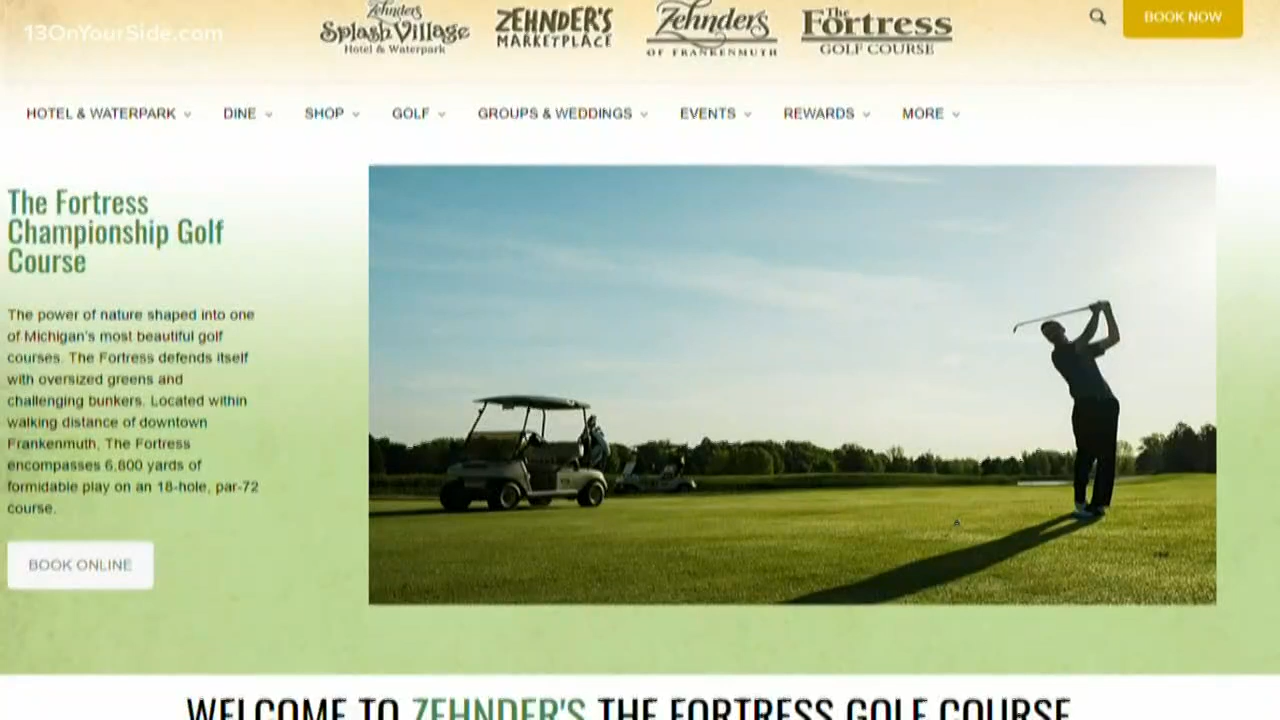 13OnYourSide.com
Zehnders
Splash Village
Hotel & Waterpark
ZEHNDER'S
MARKETPLACE
Zehnders
OF FRANKENMUTH
The
Fortress
GOLF COURSE
BOOK NOW
HOTEL & WATERPARK
DINE
SHOP
GOLF
GROUPS & WEDDINGS
EVENTS
REWARDS
MORE
The Fortress
Championship Golf
Course
The power of nature shaped into one
of Michigan's most beautiful golf
courses. The Fortress defends itself
with oversized greens and
challenging bunkers. Located within
walking distance of downtown
Frankenmuth, The Fortress
encompasses 6,800 yards of
formidable play on an 18-hole, par-72
course.
BOOK ONLINE
WELCOME TO ZEHNDER'S THE FORTRESS GOLF COURSE